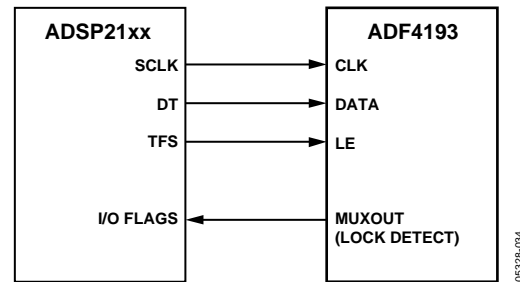 ADSP21xx
ADF4193
SCLK
CLK
DT
DATA
TFS
LE
I/O FLAGS
MUXOUT
(LOCK DETECT)
05328-034